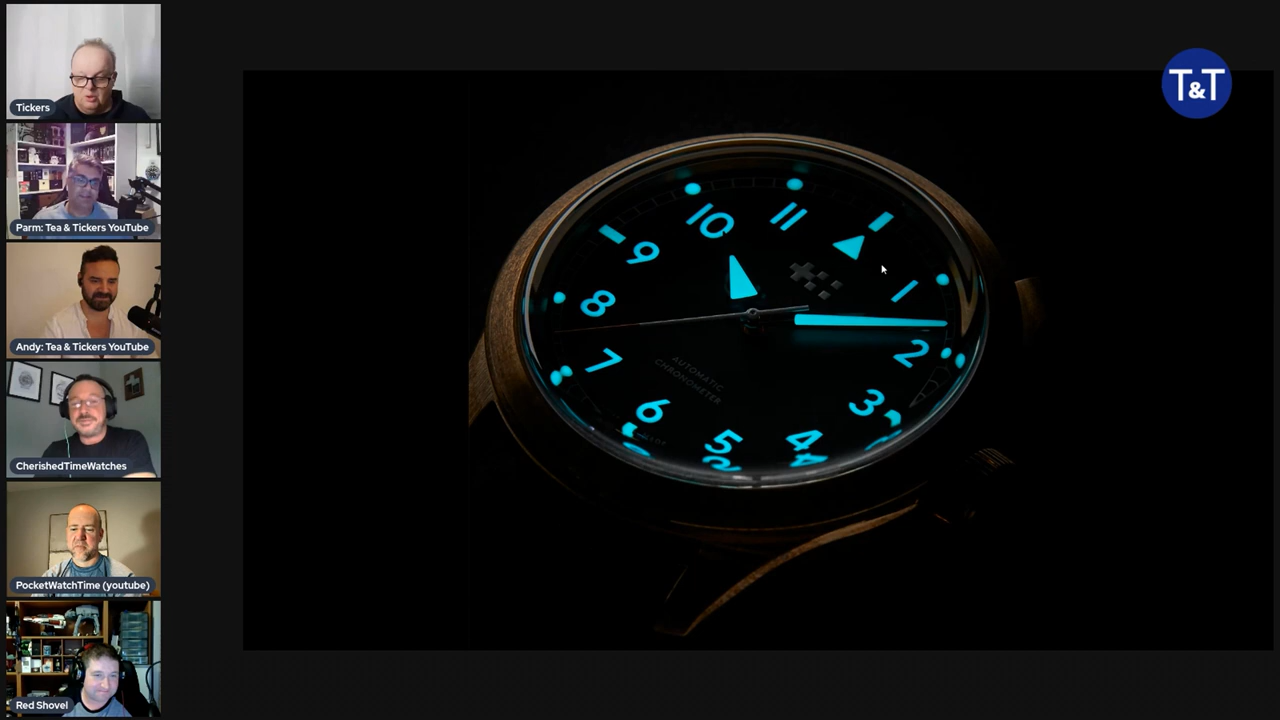 Tickers
Parm: Tea & Tickers YouTube
Andy: Tea & Tickers YouTube
CherishedTimeWatches
PocketWatchTime (youtube)
Red Shovel
T&T
10
11
9
1
8
2
7
3
6
5
4
AUTOMATIC
CHRONOMETER